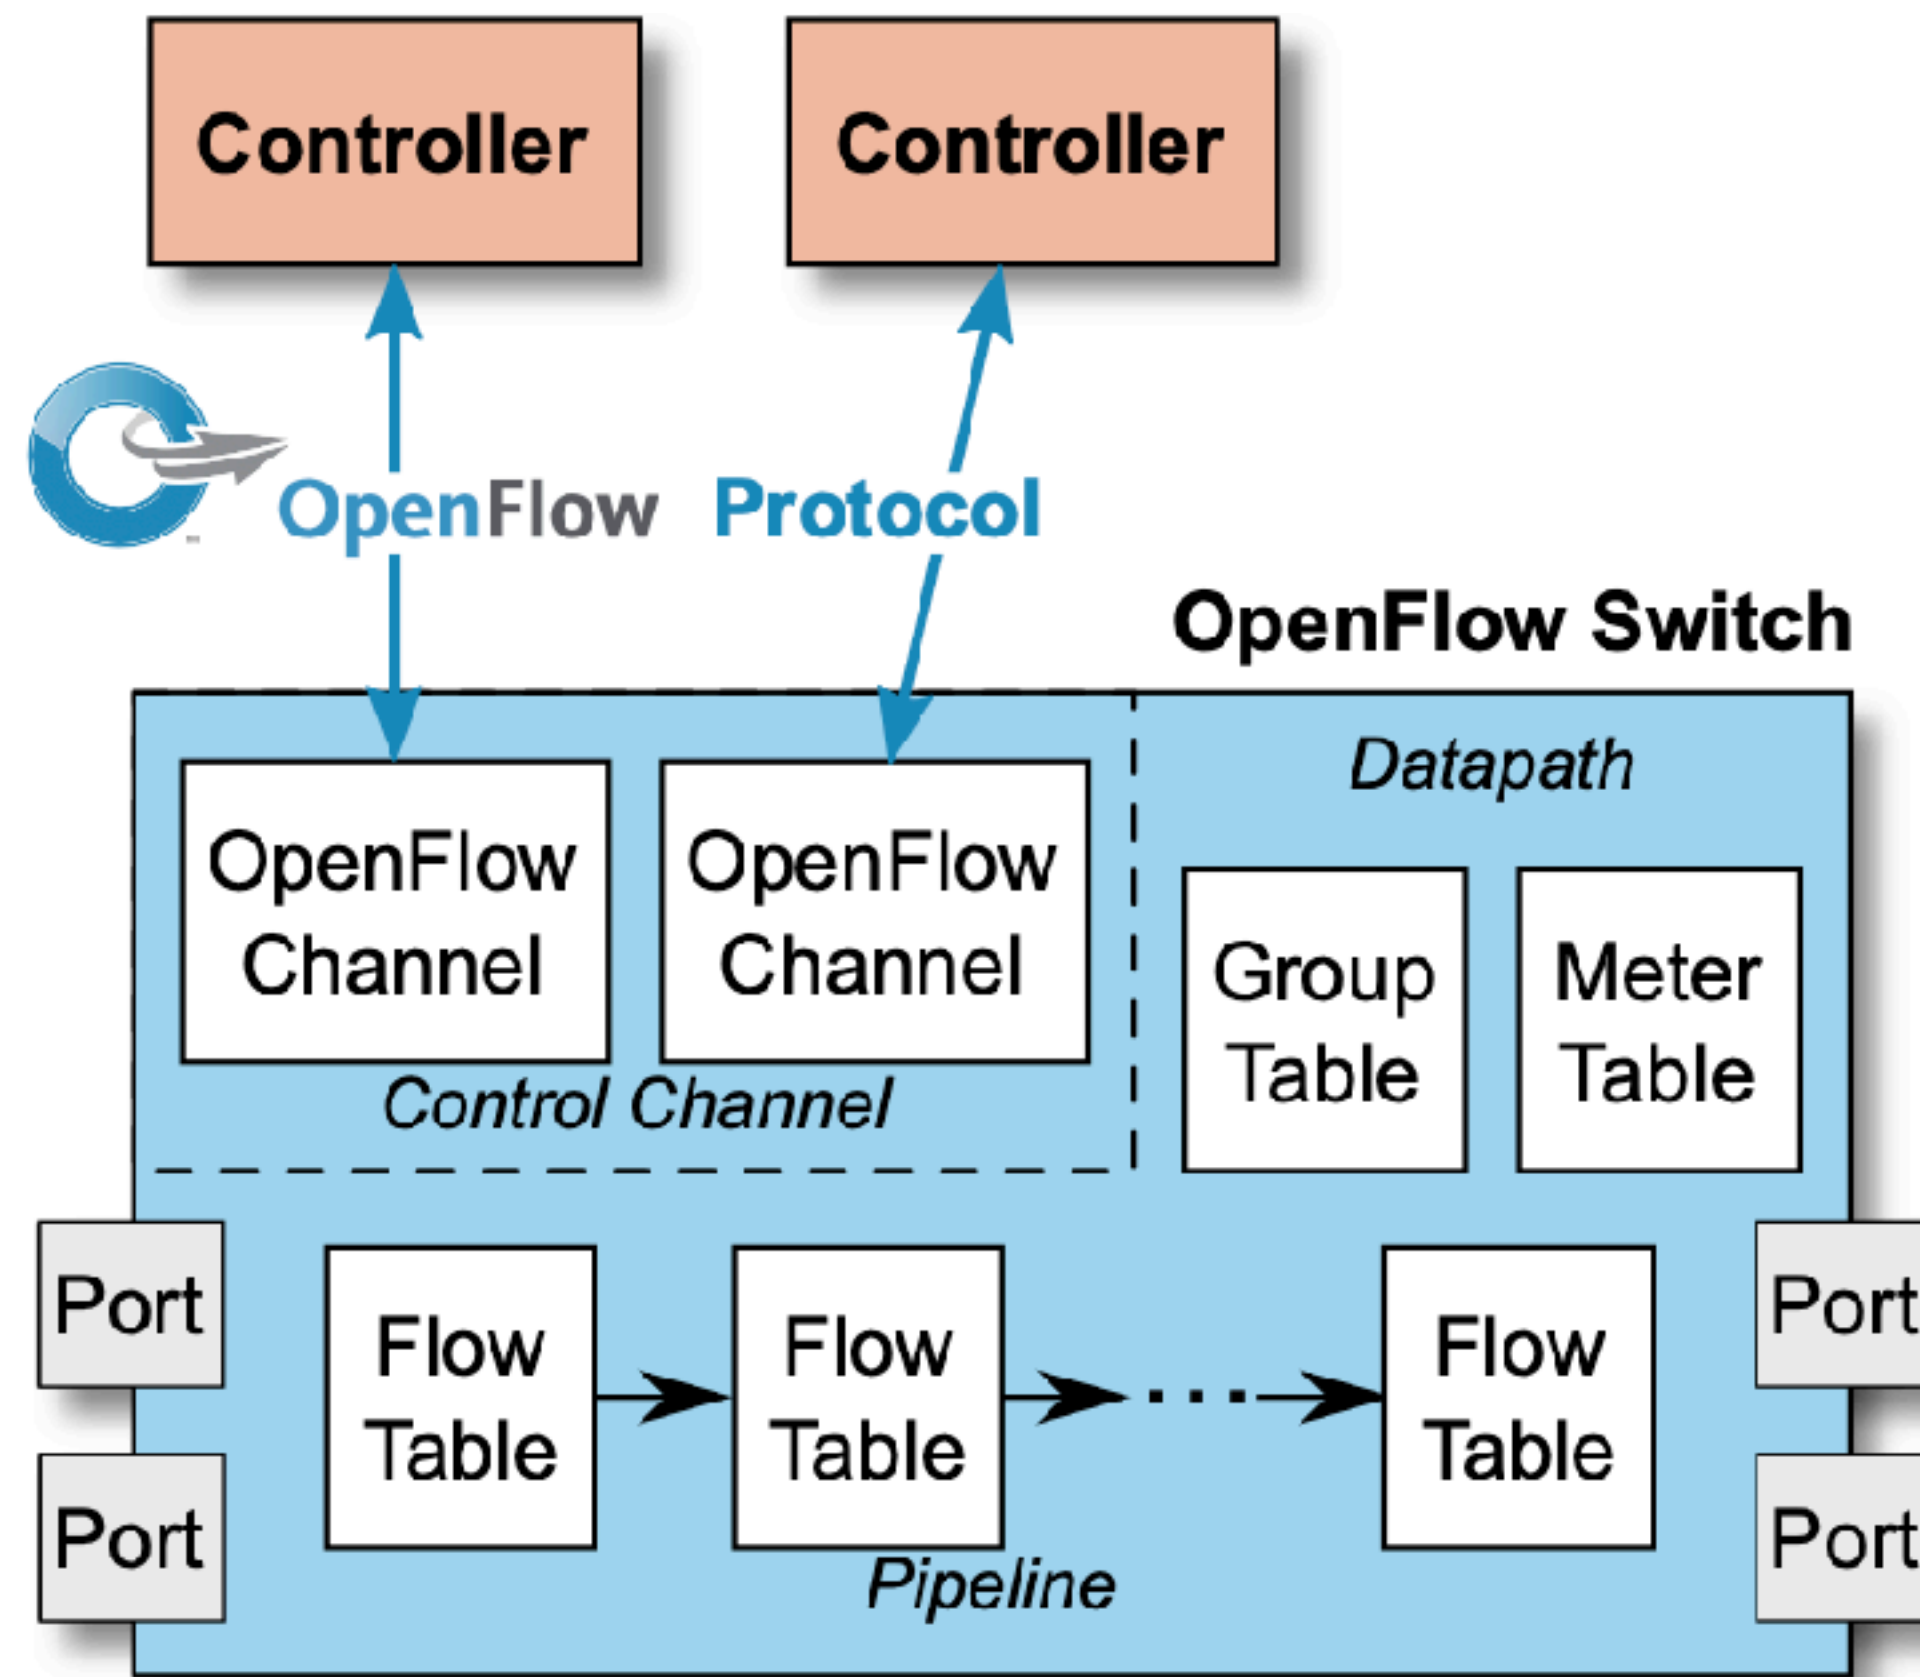 Controller
Controller
OpenFlow Protocol
OpenFlow Switch
Datapath
OpenFlow
Channel
OpenFlow
Channel
Control Channel
Group
Table
Meter
Table
Port
Port
Flow
Table
Flow
Table
...
Flow
Table
Pipeline
Port
Port